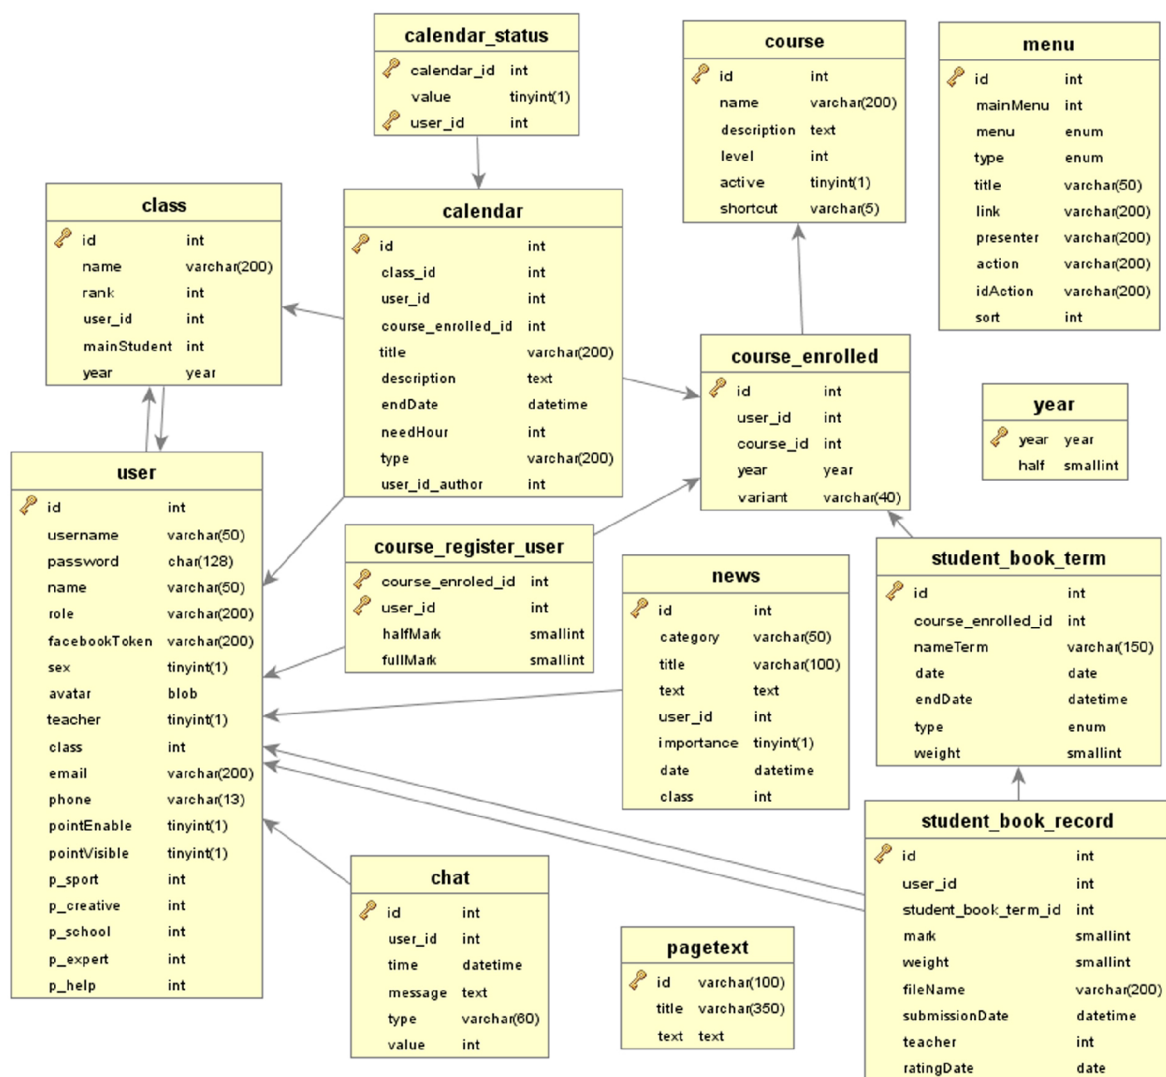 calendar_status
calendar_id int
value tinyint(1)
user_id int
course
id int
name varchar(200)
description text
level int
active tinyint(1)
shortcut varchar(5)
menu
id int
mainMenu int
menu enum
type enum
title varchar(50)
link varchar(200)
presenter varchar(200)
action varchar(200)
idAction varchar(200)
sort int
class
id int
name varchar(200)
rank int
user_id int
mainStudent int
year year
calendar
id int
class_id int
user_id int
course_enrolled_id int
title varchar(200)
description text
endDate datetime
needHour int
type varchar(200)
user_id_author int
course_enrolled
id int
user_id int
course_id int
year year
variant varchar(40)
year
year year
half smallint
user
id int
username varchar(50)
password char(128)
name varchar(50)
role varchar(200)
facebookToken varchar(200)
sex tinyint(1)
avatar blob
teacher tinyint(1)
class int
email varchar(200)
phone varchar(13)
pointEnable tinyint(1)
pointVisible tinyint(1)
p_sport int
p_creative int
p_school int
p_expert int
p_help int
course_register_user
course_enroled_id int
user_id int
halfMark smallint
fullMark smallint
news
id int
category varchar(50)
title varchar(100)
text text
user_id int
importance tinyint(1)
date datetime
class int
student_book_term
id int
course_enrolled_id int
nameTerm varchar(150)
date date
endDate datetime
type enum
weight smallint
student_book_record
id int
user_id int
student_book_term_id int
mark smallint
weight smallint
fileName varchar(200)
submissionDate datetime
teacher int
ratingDate date
chat
id int
user_id int
time datetime
message text
type varchar(60)
value int
pagetext
id varchar(100)
title varchar(350)
text text